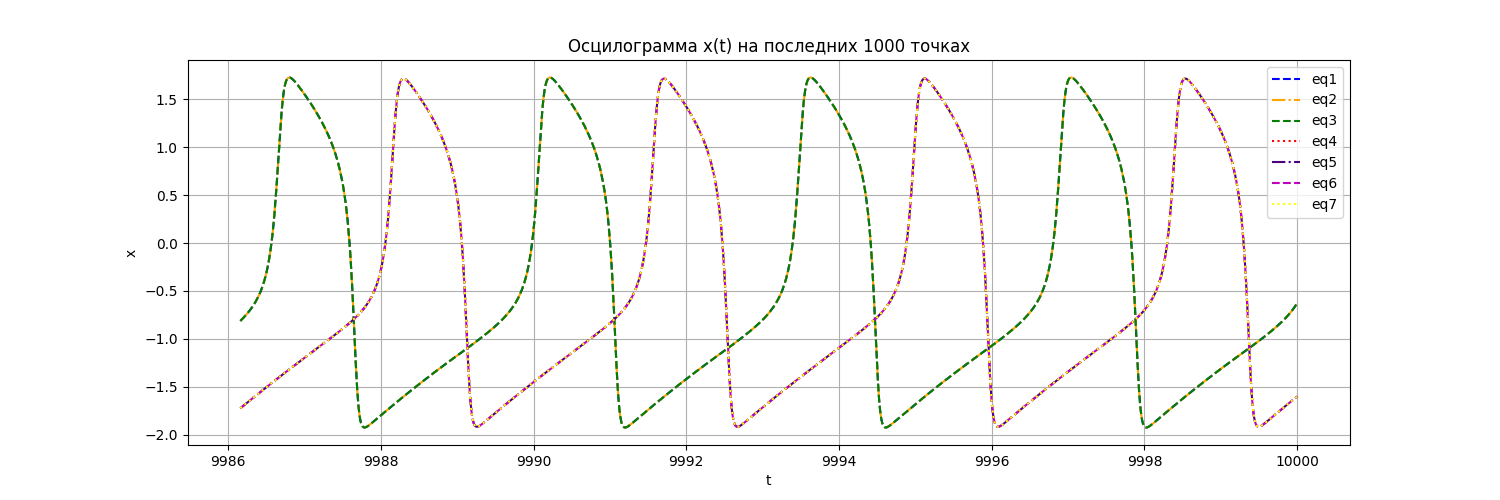 Осцилограмма x(t) на последних 1000 точках
x
1.5
1.0
0.5
0.0
−0.5
−1.0
−1.5
−2.0
eq1
eq2
eq3
eq4
eq5
eq6
eq7
9986 9988 9990 9992 9994 9996 9998 10000
t